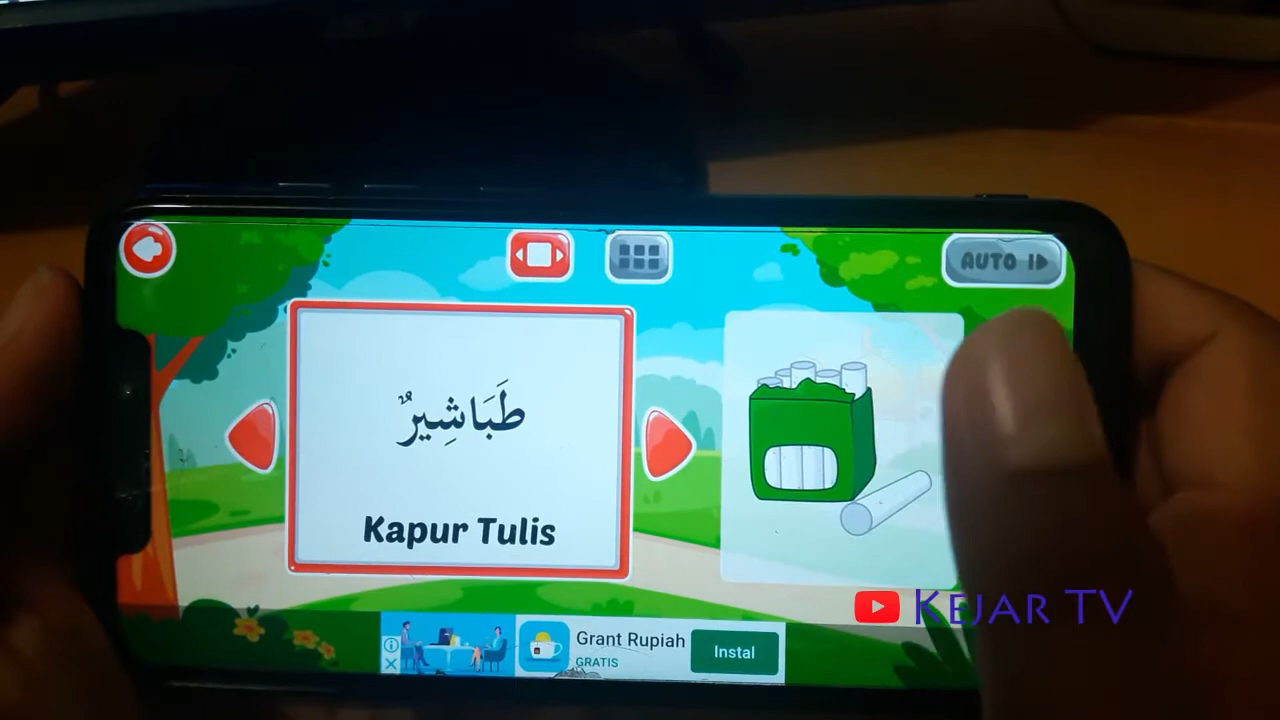 AUTO
طَبَاشِيرٌ
Kapur Tulis
KEJAR TV
Grant Rupiah
GRATIS
Instal